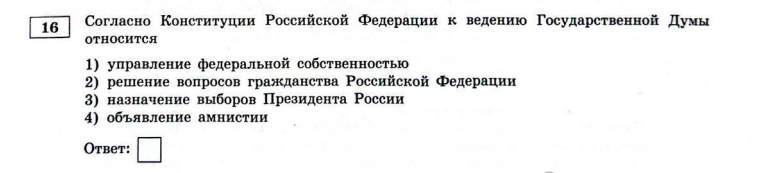 16
Согласно Конституции Российской Федерации к ведению Государственной Думы
относится
1) управление федеральной собственностью
2) решение вопросов гражданства Российской Федерации
3) назначение выборов Президента России
4) объявление амнистии
Ответ: